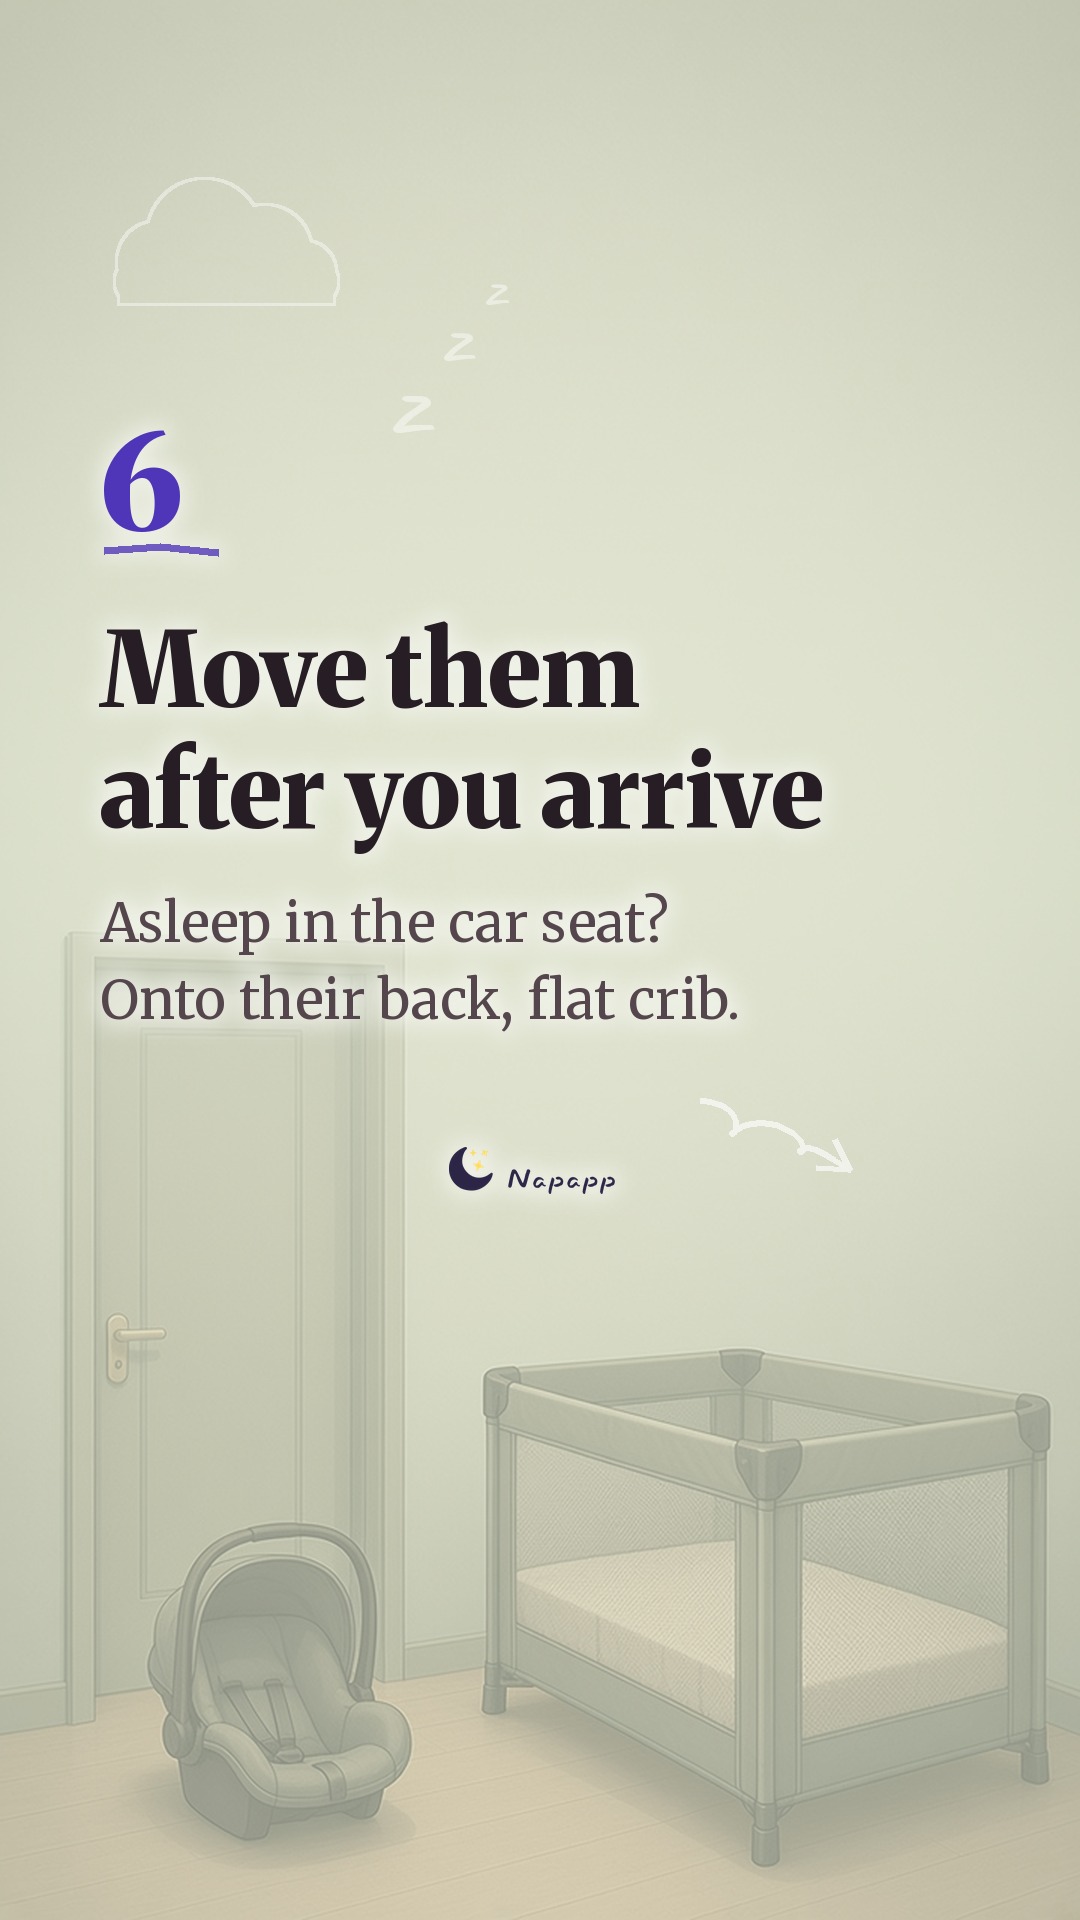 z
z
z
6
Move them
after you arrive
Asleep in the car seat?
Onto their back, flat crib.
Napapp